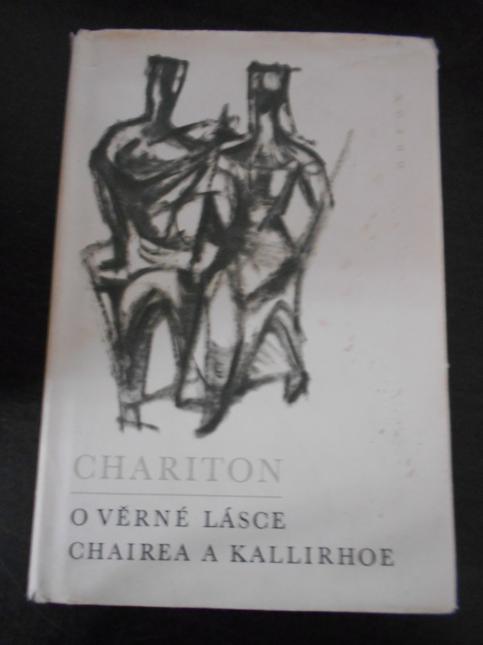 CHARITON
O VĚRNÉ LÁSCE
CHAIREA A KALLIRHOE